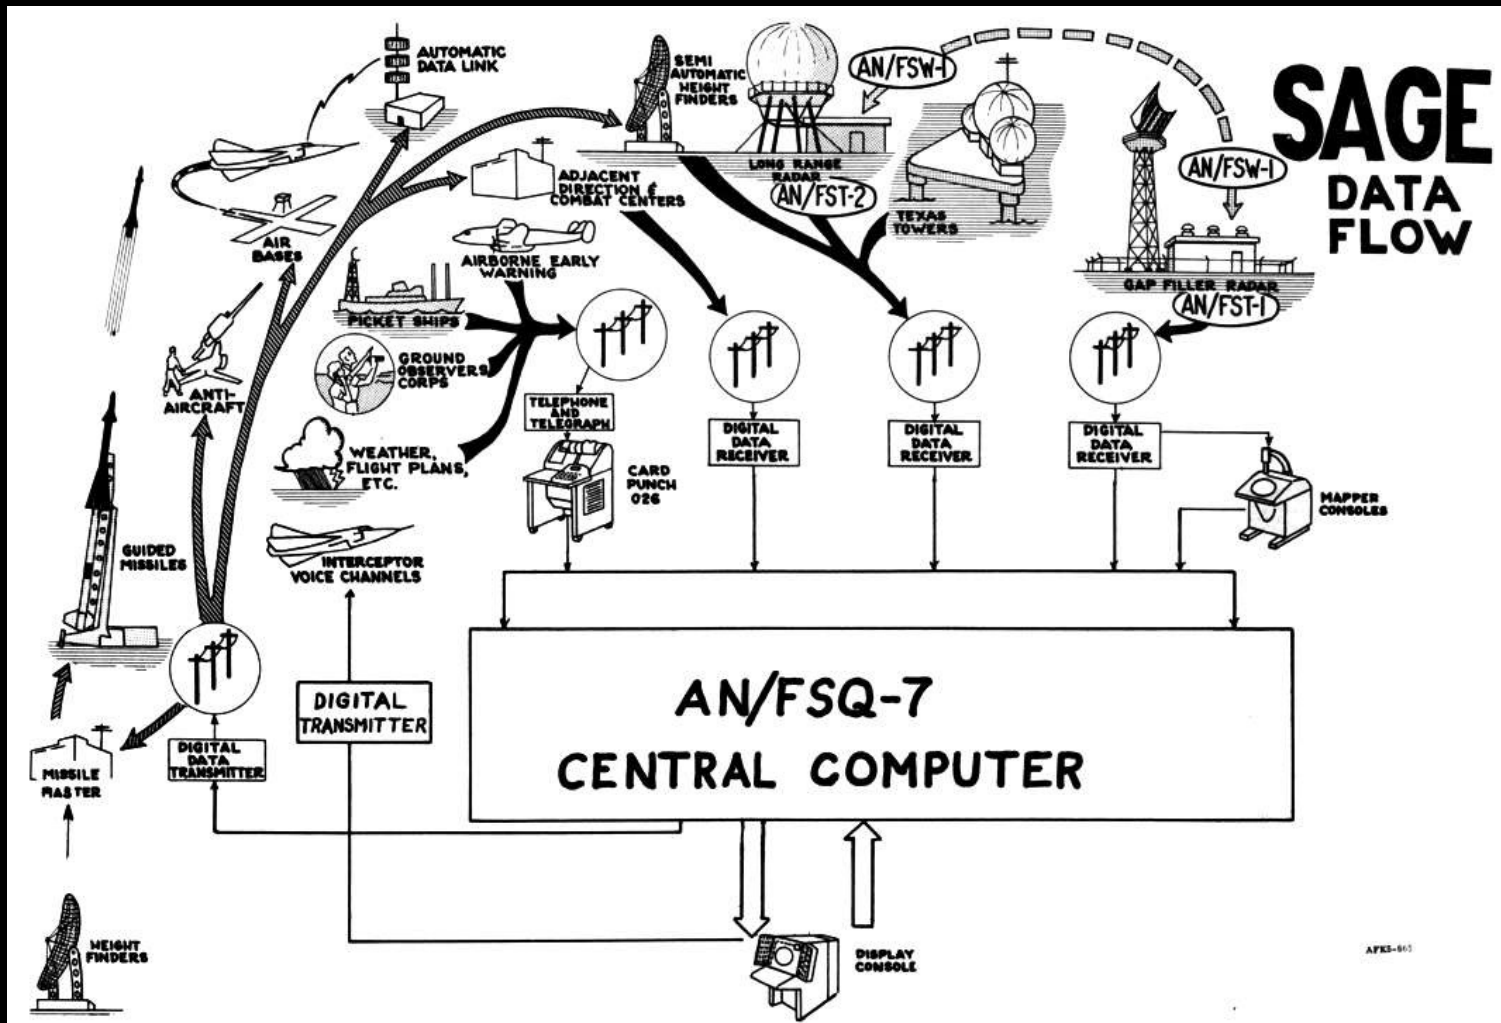 SAGE
DATA
FLOW
AUTOMATIC
DATA LINK
SEMI
AUTOMATIC
HEIGHT
FINDERS
AN/FSW-1
LONG RANGE
RADAR
AN/FST-2
TEXAS
TOWERS
AN/FSW-1
GAP FILLER RADAR
AN/FST-1
ADJACENT
DIRECTION &
COMBAT CENTERS
AIR
BASES
AIRBORNE EARLY
WARNING
PICKET SHIPS
GROUND
OBSERVERS
CORPS
ANTI-
AIRCRAFT
WEATHER,
FLIGHT PLANS,
ETC.
TELEPHONE
AND
TELEGRAPH
CARD
PUNCH
026
DIGITAL
DATA
RECEIVER
DIGITAL
DATA
RECEIVER
DIGITAL
DATA
RECEIVER
MAPPER
CONSOLES
GUIDED
MISSILES
INTERCEPTOR
VOICE CHANNELS
DIGITAL
TRANSMITTER
DIGITAL
DATA
TRANSMITTER
MISSILE
MASTER
AN/FSQ-7
CENTRAL COMPUTER
HEIGHT
FINDERS
DISPLAY
CONSOLE